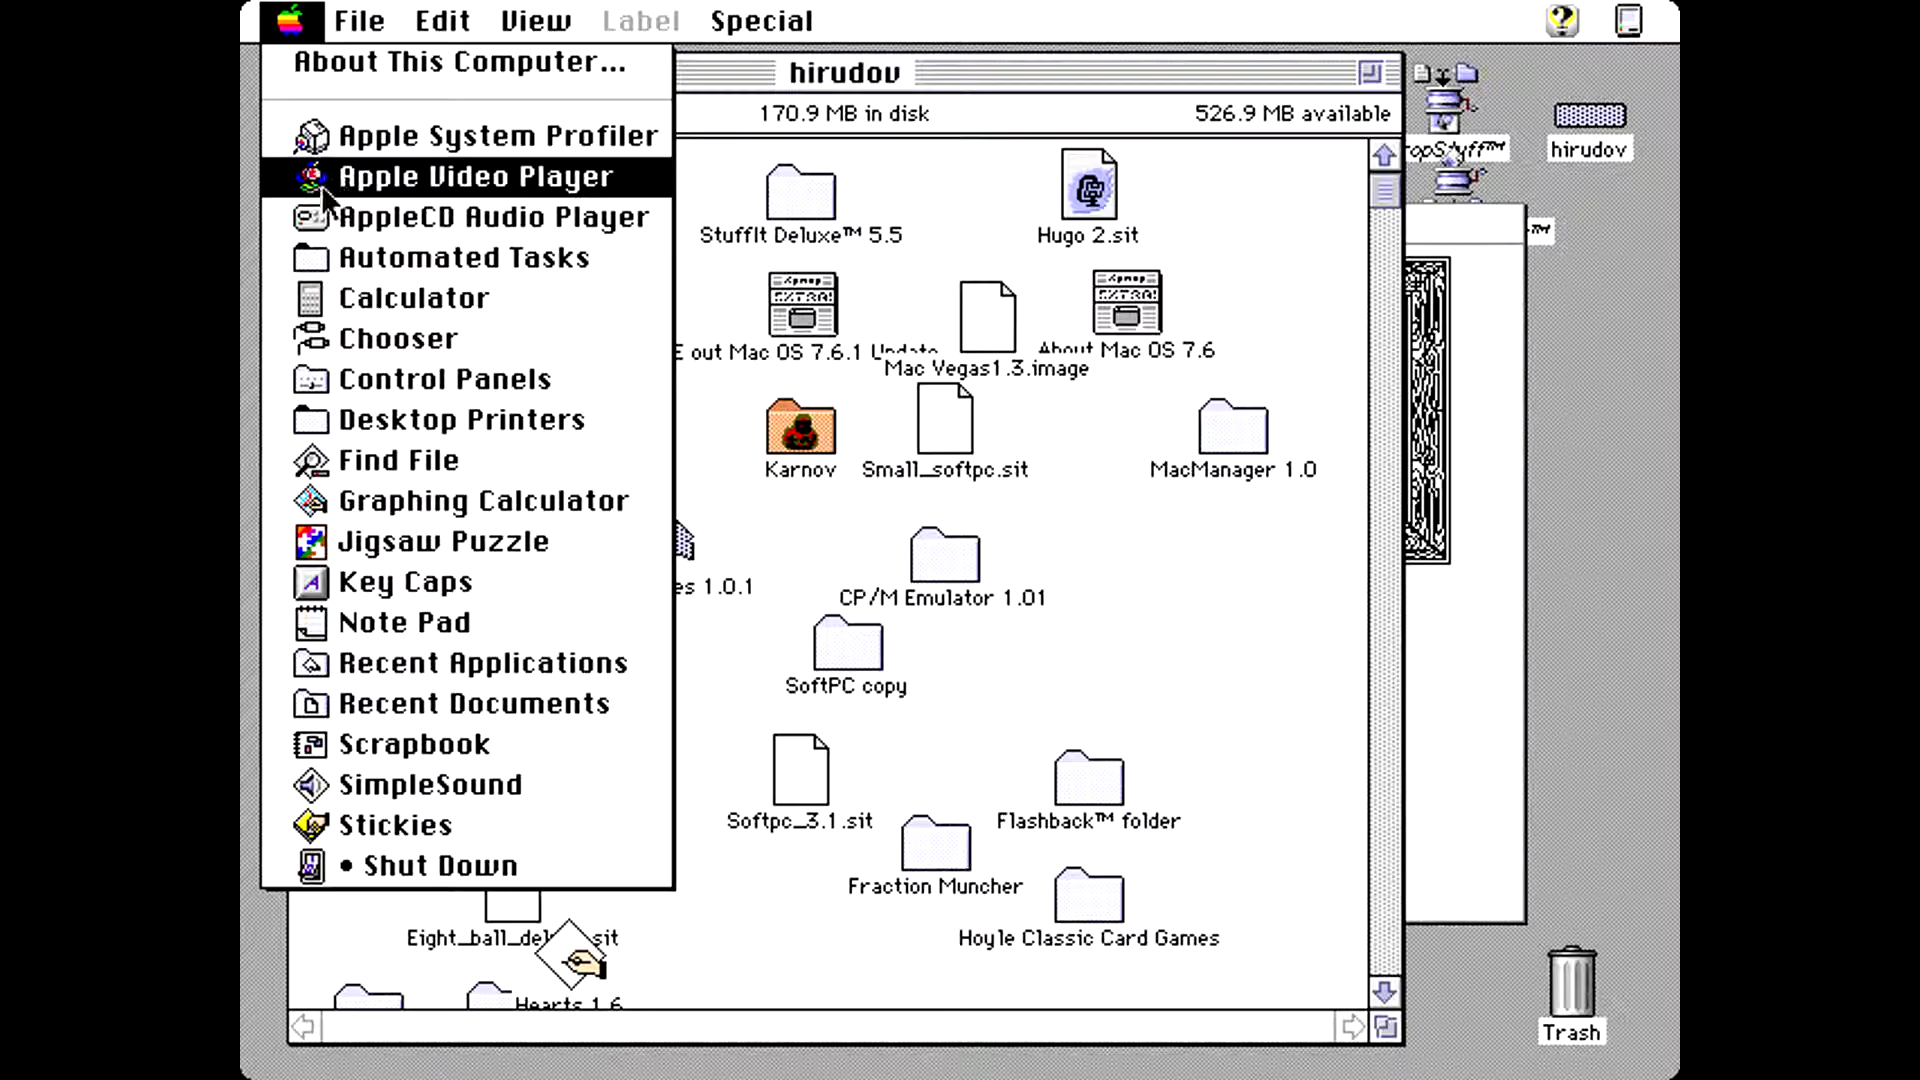 File Edit View Label Special
About This Computer...
Apple System Profiler
Apple Video Player
AppleCD Audio Player
Automated Tasks
Calculator
Chooser
Control Panels
Desktop Printers
Find File
Graphing Calculator
Jigsaw Puzzle
Key Caps
Note Pad
Recent Applications
Recent Documents
Scrapbook
SimpleSound
Stickies
• Shut Down
hirudov
170.9 MB in disk 526.9 MB available
StuffIt Deluxe™ 5.5 Hugo 2.sit
EXTRA! EXTRA!
out Mac OS 7.6.1 Update About Mac OS 7.6
Mac Vegas1.3.image
Karnov Small_softpc.sit MacManager 1.0
es 1.0.1 CP/M Emulator 1.01
SoftPC copy
Softpc_3.1.sit Flashback™ folder
Fraction Muncher
Eight_ball_del sit Hoyle Classic Card Games
Hearts 1.6
opStuff™ hirudov
™
Trash